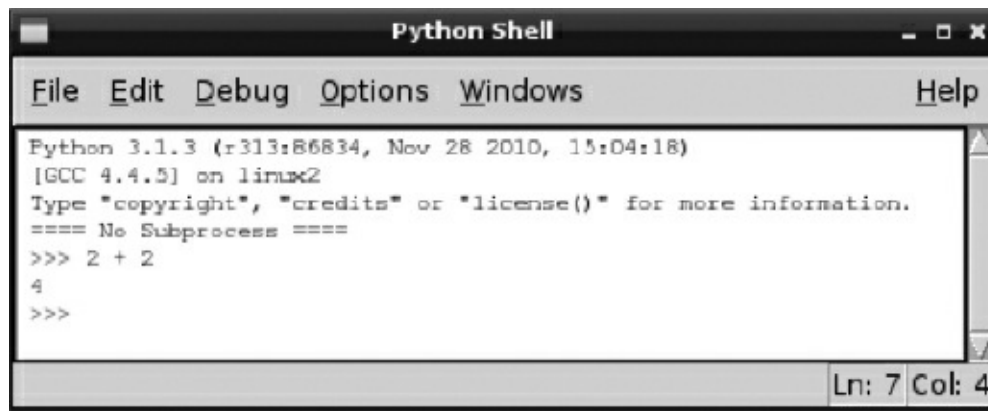 Python Shell
File Edit Debug Options Windows Help
Python 3.1.3 (r313:86834, Nov 28 2010, 15:04:18)
[GCC 4.4.5] on linux2
Type "copyright", "credits" or "license()" for more information.
==== No Subprocess ====
>>> 2 + 2
4
>>>
Ln: 7 Col: 4